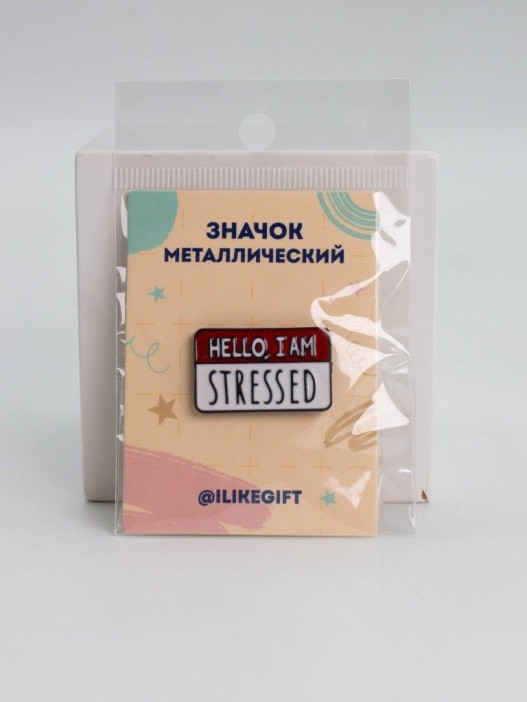 ЗНАЧОК
МЕТАЛЛИЧЕСКИЙ
HELLO, I AM
STRESSED
@ILIKEGIFT